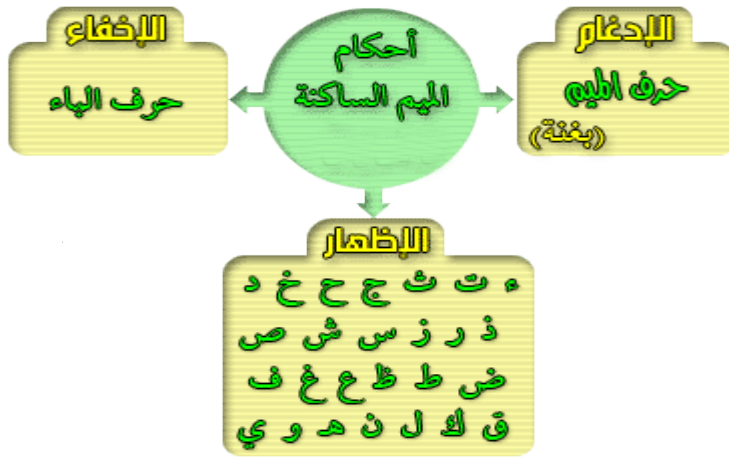 أحكام
الميم الساكنة
الإدغام
حرف الميم
(بغنة)
الإخفاء
حرف الباء
الإظهار
ء ت ث ج ح خ د
ذ ر ز س ش ص
ض ط ظ ع غ ف
ق ك ل ن هـ و ي